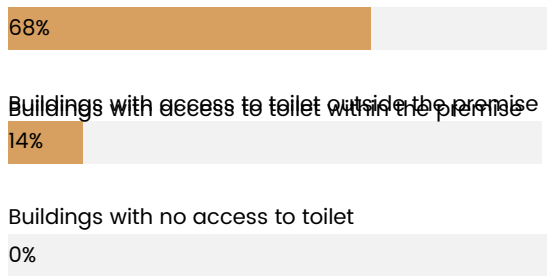 68%
Buildings with access to toilet outside the premise
Buildings with access to toilet within the premise
14%
Buildings with no access to toilet
0%